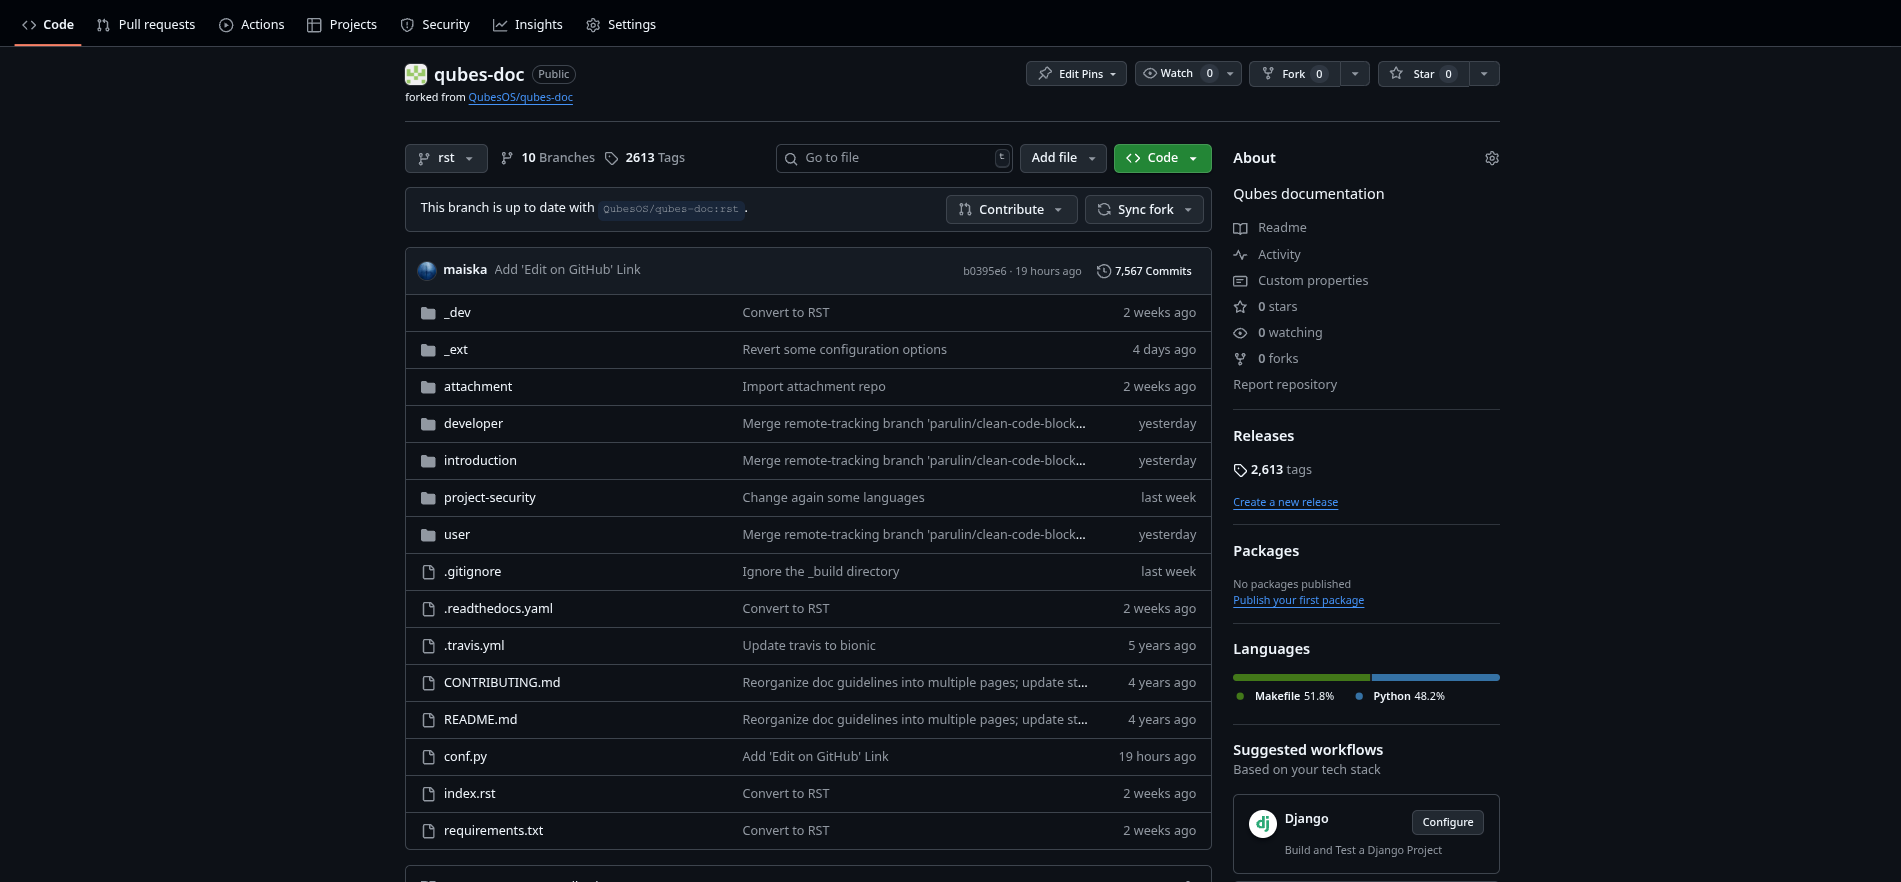 Code Pull requests Actions Projects Security Insights Settings
qubes-doc Public
Edit Pins Watch 0 Fork 0 Star 0
forked from QubesOS/qubes-doc
rst 10 Branches 2613 Tags Go to file t Add file Code
This branch is up to date with QubesOS/qubes-doc:rst. Contribute Sync fork
maiska Add 'Edit on GitHub' Link b0395e6 · 19 hours ago 7,567 Commits
_dev Convert to RST 2 weeks ago
_ext Revert some configuration options 4 days ago
attachment Import attachment repo 2 weeks ago
developer Merge remote-tracking branch 'parulin/clean-code-block… yesterday
introduction Merge remote-tracking branch 'parulin/clean-code-block… yesterday
project-security Change again some languages last week
user Merge remote-tracking branch 'parulin/clean-code-block… yesterday
.gitignore Ignore the _build directory last week
.readthedocs.yaml Convert to RST 2 weeks ago
.travis.yml Update travis to bionic 5 years ago
CONTRIBUTING.md Reorganize doc guidelines into multiple pages; update st… 4 years ago
README.md Reorganize doc guidelines into multiple pages; update st… 4 years ago
conf.py Add 'Edit on GitHub' Link 19 hours ago
index.rst Convert to RST 2 weeks ago
requirements.txt Convert to RST 2 weeks ago
About
Qubes documentation
Readme
Activity
Custom properties
0 stars
0 watching
0 forks
Report repository
Releases
2,613 tags
Create a new release
Packages
No packages published
Publish your first package
Languages
Makefile 51.8% Python 48.2%
Suggested workflows
Based on your tech stack
dj Django Configure
Build and Test a Django Project